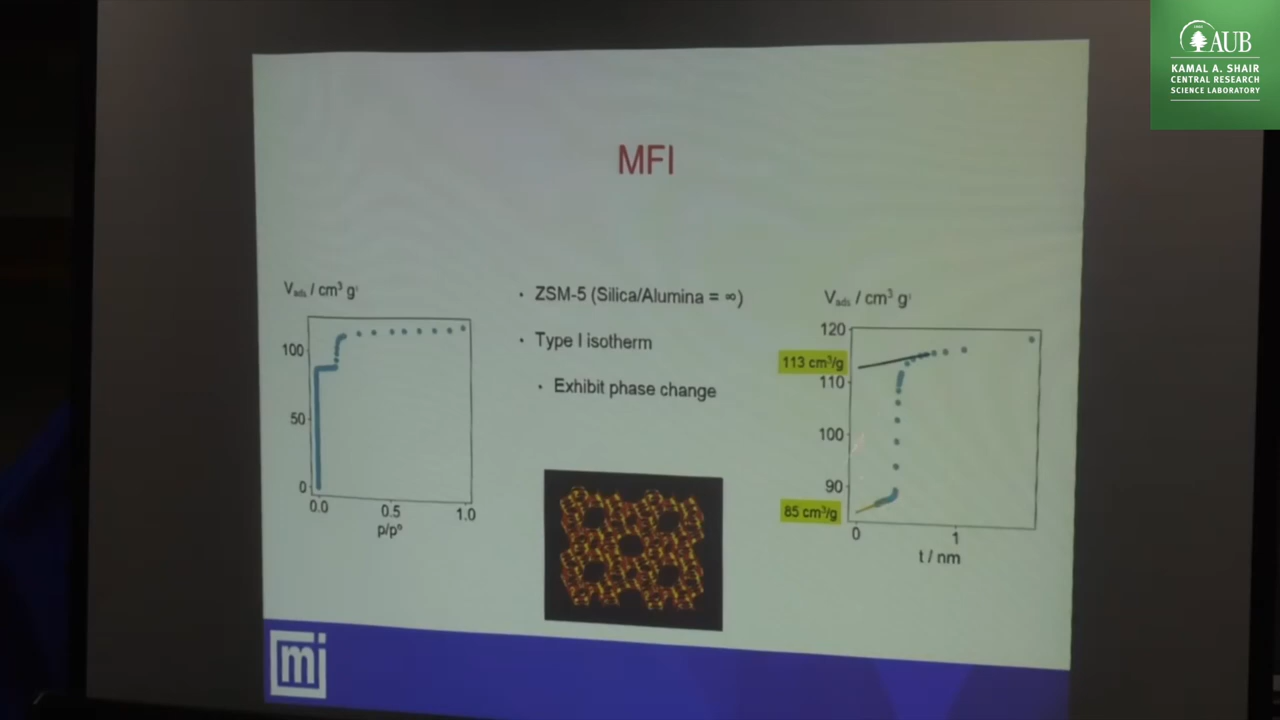 AUB
KAMAL A. SHAIR
CENTRAL RESEARCH
SCIENCE LABORATORY
MFI
V_ads / cm³ g⁻¹
100
50
0
0.0 0.5 1.0
p/p°
• ZSM-5 (Silica/Alumina = ∞)
• Type I isotherm
• Exhibit phase change
V_ads / cm³ g⁻¹
120
113 cm³/g
110
100
90
85 cm³/g
0 1
t / nm
mi